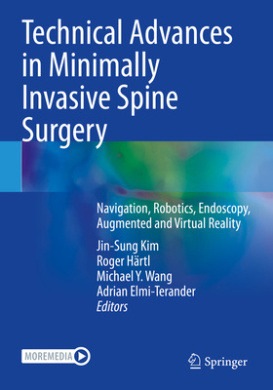 Technical Advances
in Minimally
Invasive Spine
Surgery
Navigation, Robotics, Endoscopy,
Augmented and Virtual Reality
Jin-Sung Kim
Roger Härtl
Michael Y. Wang
Adrian Elmi-Terander
Editors
MOREMEDIA
Springer